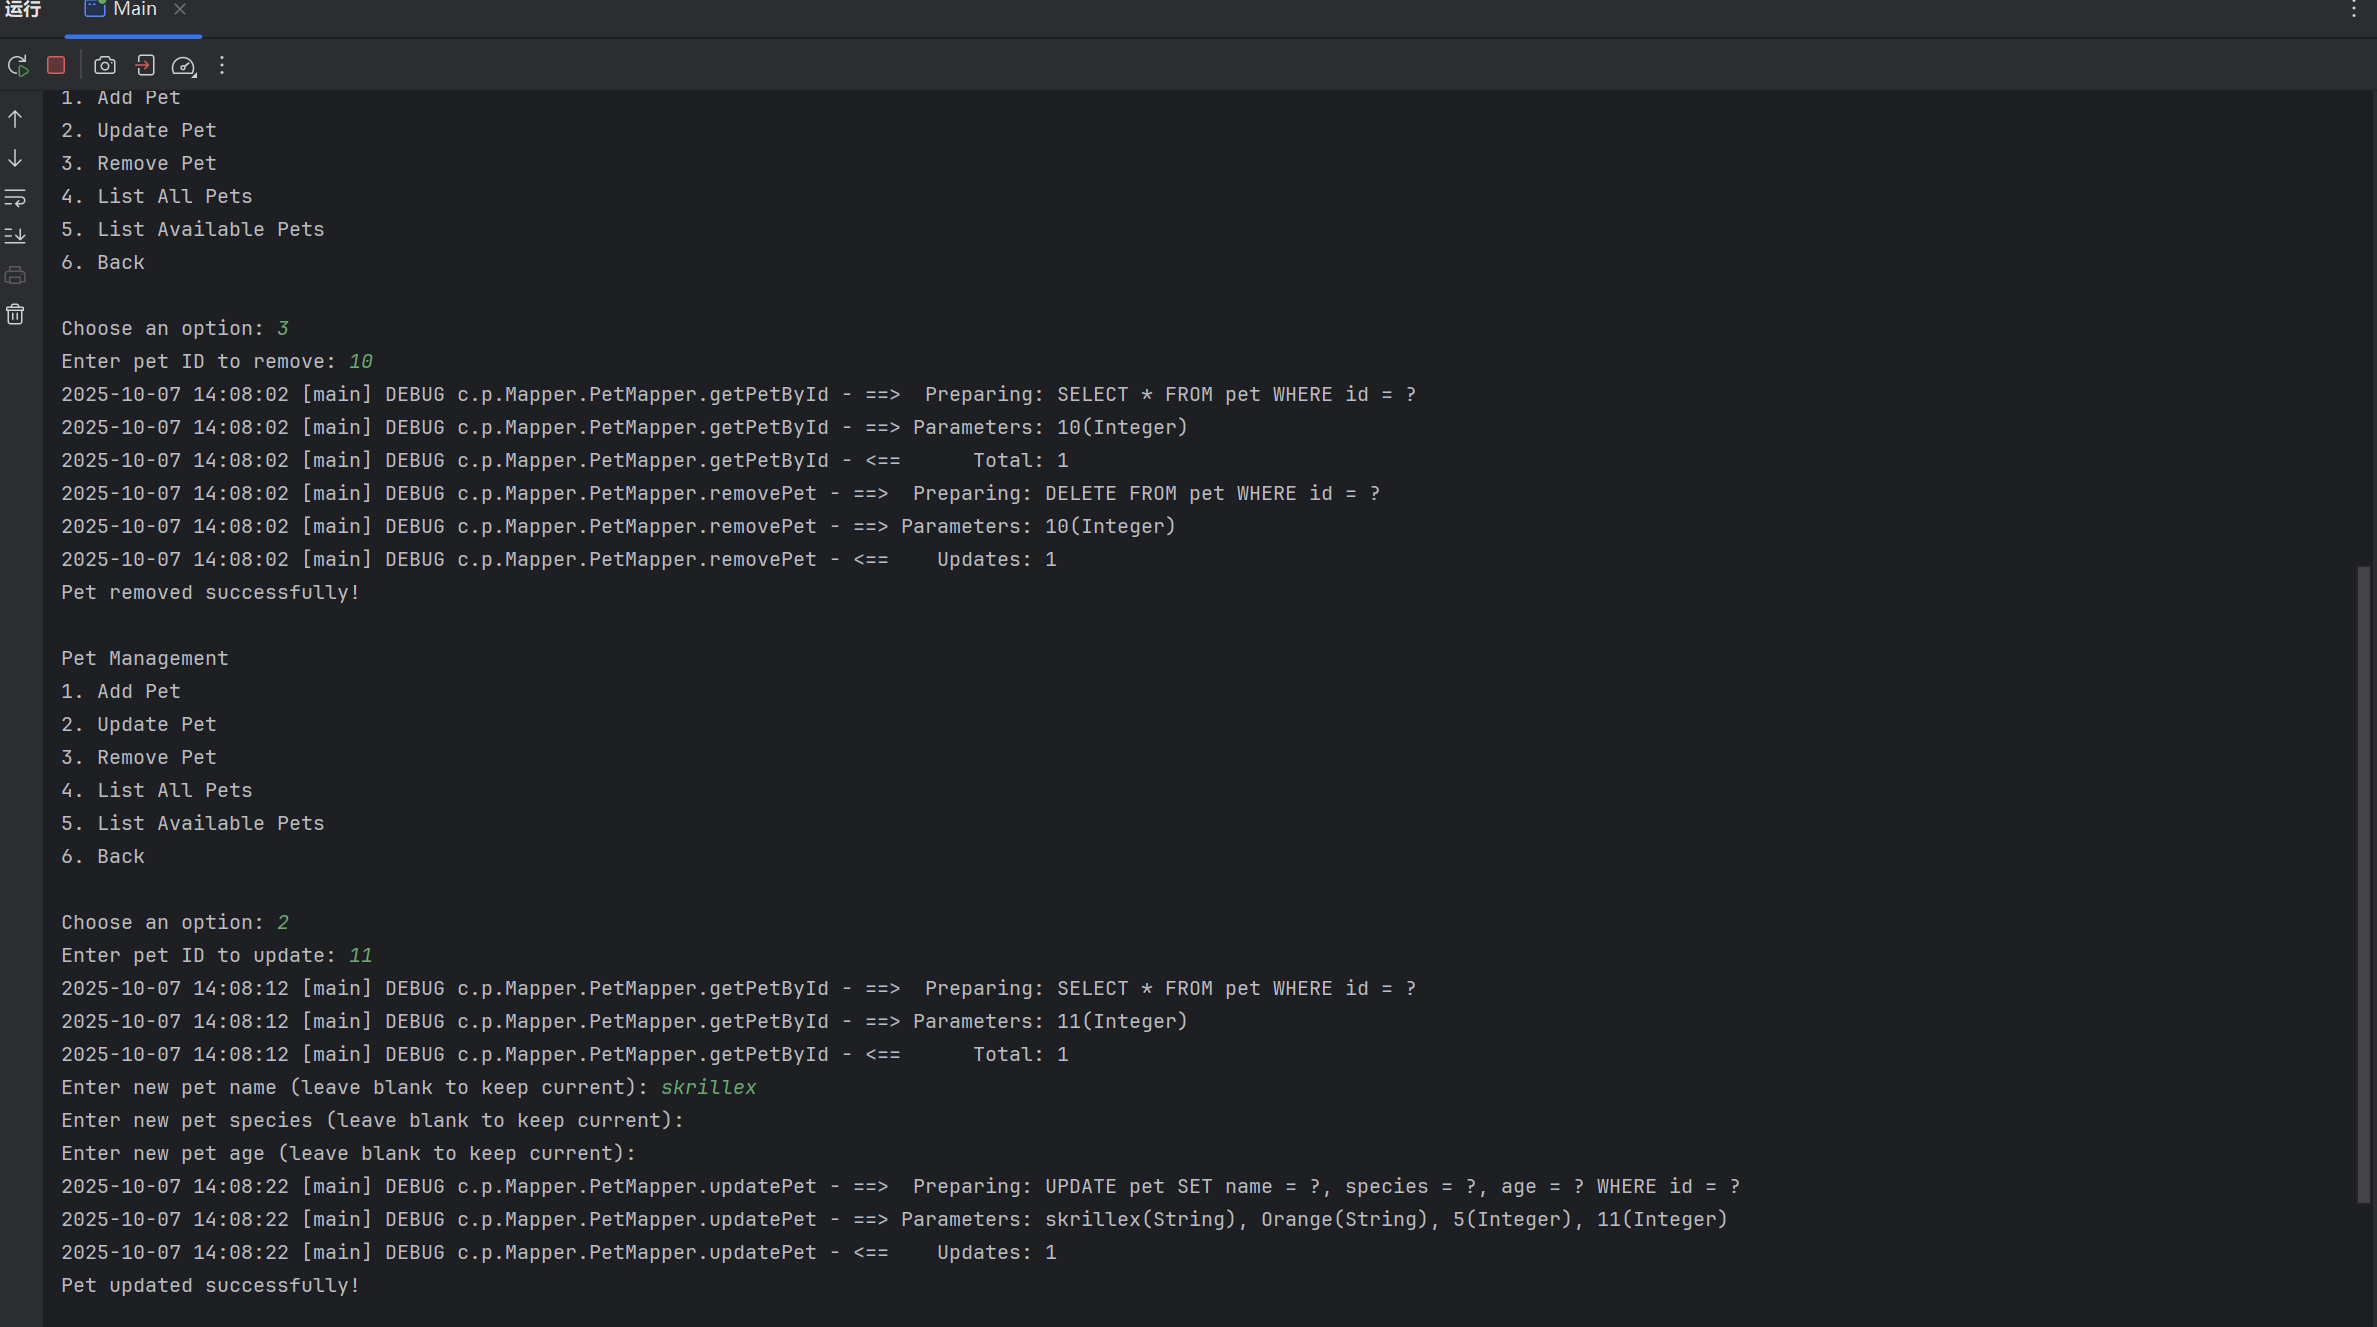 运行
Main
1. Add Pet
2. Update Pet
3. Remove Pet
4. List All Pets
5. List Available Pets
6. Back
Choose an option: 3
Enter pet ID to remove: 10
2025-10-07 14:08:02 [main] DEBUG c.p.Mapper.PetMapper.getPetById - ==>  Preparing: SELECT * FROM pet WHERE id = ?
2025-10-07 14:08:02 [main] DEBUG c.p.Mapper.PetMapper.getPetById - ==> Parameters: 10(Integer)
2025-10-07 14:08:02 [main] DEBUG c.p.Mapper.PetMapper.getPetById - <==      Total: 1
2025-10-07 14:08:02 [main] DEBUG c.p.Mapper.PetMapper.removePet - ==>  Preparing: DELETE FROM pet WHERE id = ?
2025-10-07 14:08:02 [main] DEBUG c.p.Mapper.PetMapper.removePet - ==> Parameters: 10(Integer)
2025-10-07 14:08:02 [main] DEBUG c.p.Mapper.PetMapper.removePet - <==    Updates: 1
Pet removed successfully!
Pet Management
1. Add Pet
2. Update Pet
3. Remove Pet
4. List All Pets
5. List Available Pets
6. Back
Choose an option: 2
Enter pet ID to update: 11
2025-10-07 14:08:12 [main] DEBUG c.p.Mapper.PetMapper.getPetById - ==>  Preparing: SELECT * FROM pet WHERE id = ?
2025-10-07 14:08:12 [main] DEBUG c.p.Mapper.PetMapper.getPetById - ==> Parameters: 11(Integer)
2025-10-07 14:08:12 [main] DEBUG c.p.Mapper.PetMapper.getPetById - <==      Total: 1
Enter new pet name (leave blank to keep current): skrillex
Enter new pet species (leave blank to keep current):
Enter new pet age (leave blank to keep current):
2025-10-07 14:08:22 [main] DEBUG c.p.Mapper.PetMapper.updatePet - ==>  Preparing: UPDATE pet SET name = ?, species = ?, age = ? WHERE id = ?
2025-10-07 14:08:22 [main] DEBUG c.p.Mapper.PetMapper.updatePet - ==> Parameters: skrillex(String), Orange(String), 5(Integer), 11(Integer)
2025-10-07 14:08:22 [main] DEBUG c.p.Mapper.PetMapper.updatePet - <==    Updates: 1
Pet updated successfully!